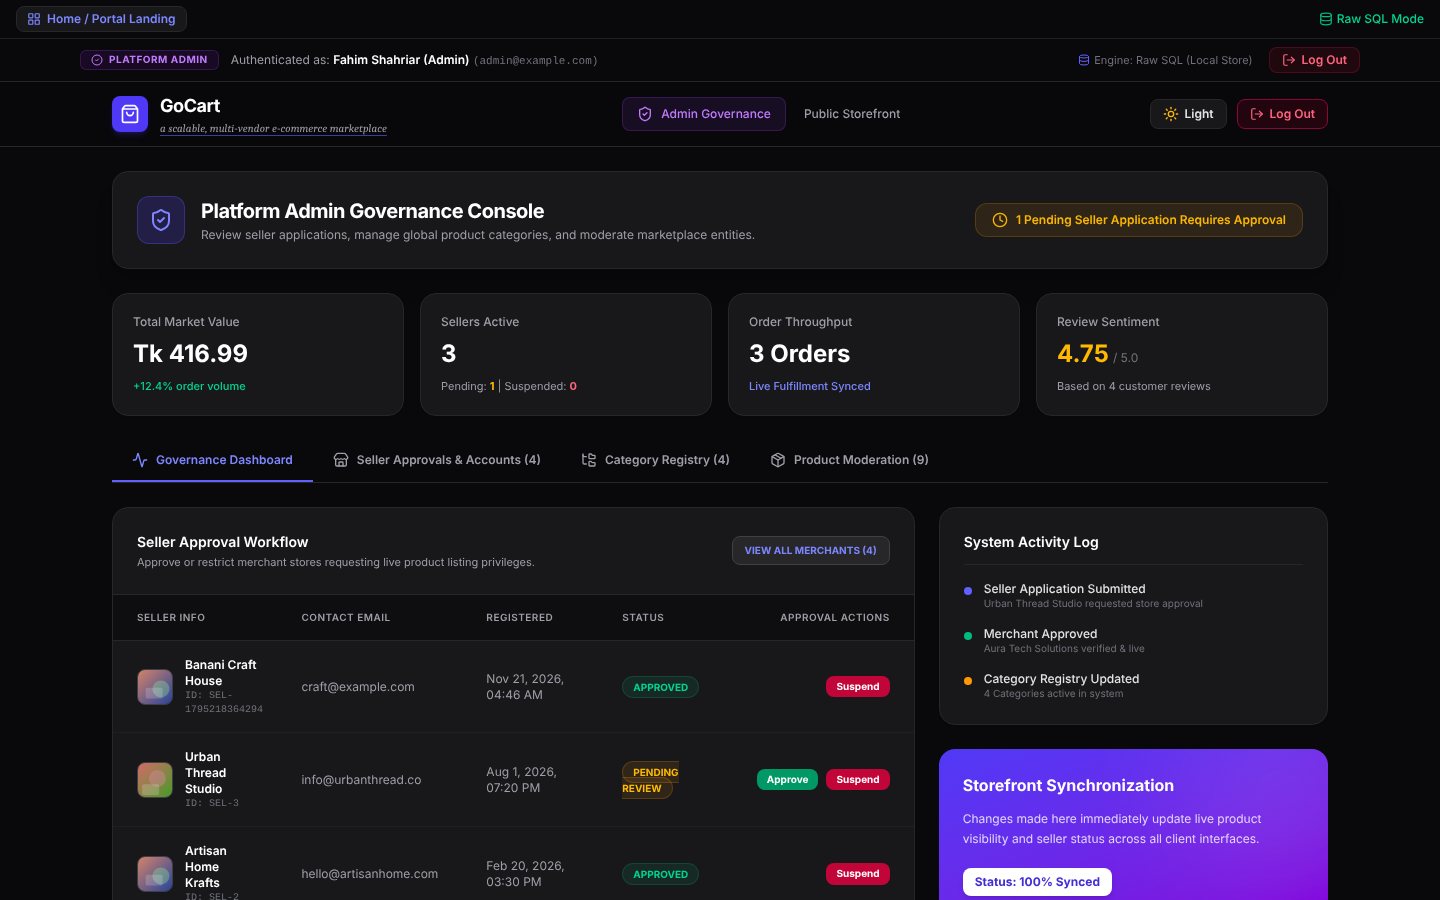 Home / Portal Landing
Raw SQL Mode
PLATFORM ADMIN
Authenticated as: Fahim Shahriar (Admin) (admin@example.com)
Engine: Raw SQL (Local Store)
Log Out
GoCart
a scalable, multi-vendor e-commerce marketplace
Admin Governance
Public Storefront
Light
Log Out
Platform Admin Governance Console
Review seller applications, manage global product categories, and moderate marketplace entities.
1 Pending Seller Application Requires Approval
Total Market Value
Tk 416.99
+12.4% order volume
Sellers Active
3
Pending: 1 | Suspended: 0
Order Throughput
3 Orders
Live Fulfillment Synced
Review Sentiment
4.75 / 5.0
Based on 4 customer reviews
Governance Dashboard
Seller Approvals & Accounts (4)
Category Registry (4)
Product Moderation (9)
Seller Approval Workflow
Approve or restrict merchant stores requesting live product listing privileges.
VIEW ALL MERCHANTS (4)
SELLER INFO
CONTACT EMAIL
REGISTERED
STATUS
APPROVAL ACTIONS
Banani Craft
House
ID: SEL-
1795218364294
craft@example.com
Nov 21, 2026,
04:46 AM
APPROVED
Suspend
Urban
Thread
Studio
ID: SEL-3
info@urbanthread.co
Aug 1, 2026,
07:20 PM
PENDING
REVIEW
Approve
Suspend
Artisan
Home
Krafts
ID: SEL-2
hello@artisanhome.com
Feb 20, 2026,
03:30 PM
APPROVED
Suspend
System Activity Log
Seller Application Submitted
Urban Thread Studio requested store approval
Merchant Approved
Aura Tech Solutions verified & live
Category Registry Updated
4 Categories active in system
Storefront Synchronization
Changes made here immediately update live product
visibility and seller status across all client interfaces.
Status: 100% Synced